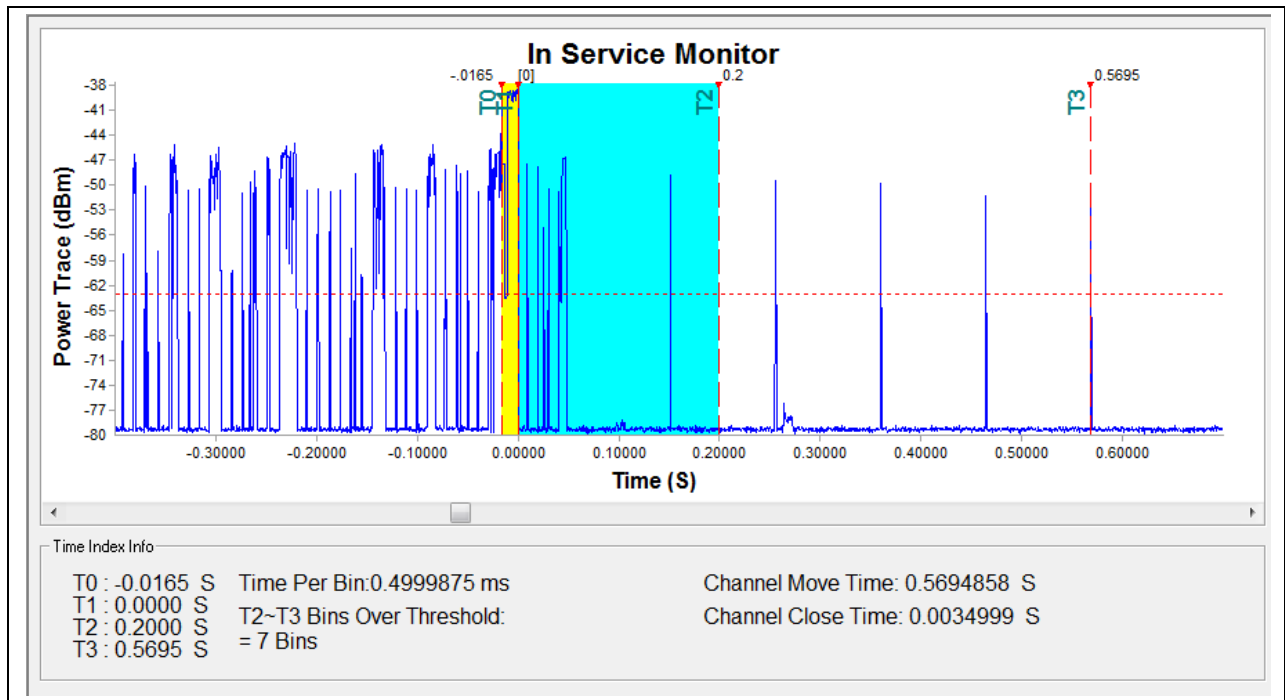 In Service Monitor
-.0165 [0] 0.2 0.5695
T0 T1 T2 T3
Power Trace (dBm)
-38
-41
-44
-47
-50
-53
-56
-59
-62
-65
-68
-71
-74
-77
-80
-0.30000 -0.20000 -0.10000 0.00000 0.10000 0.20000 0.30000 0.40000 0.50000 0.60000
Time (S)
Time Index Info
T0 : -0.0165 S
T1 : 0.0000 S
T2 : 0.2000 S
T3 : 0.5695 S
Time Per Bin:0.4999875 ms
T2~T3 Bins Over Threshold:
= 7 Bins
Channel Move Time: 0.5694858 S
Channel Close Time: 0.0034999 S